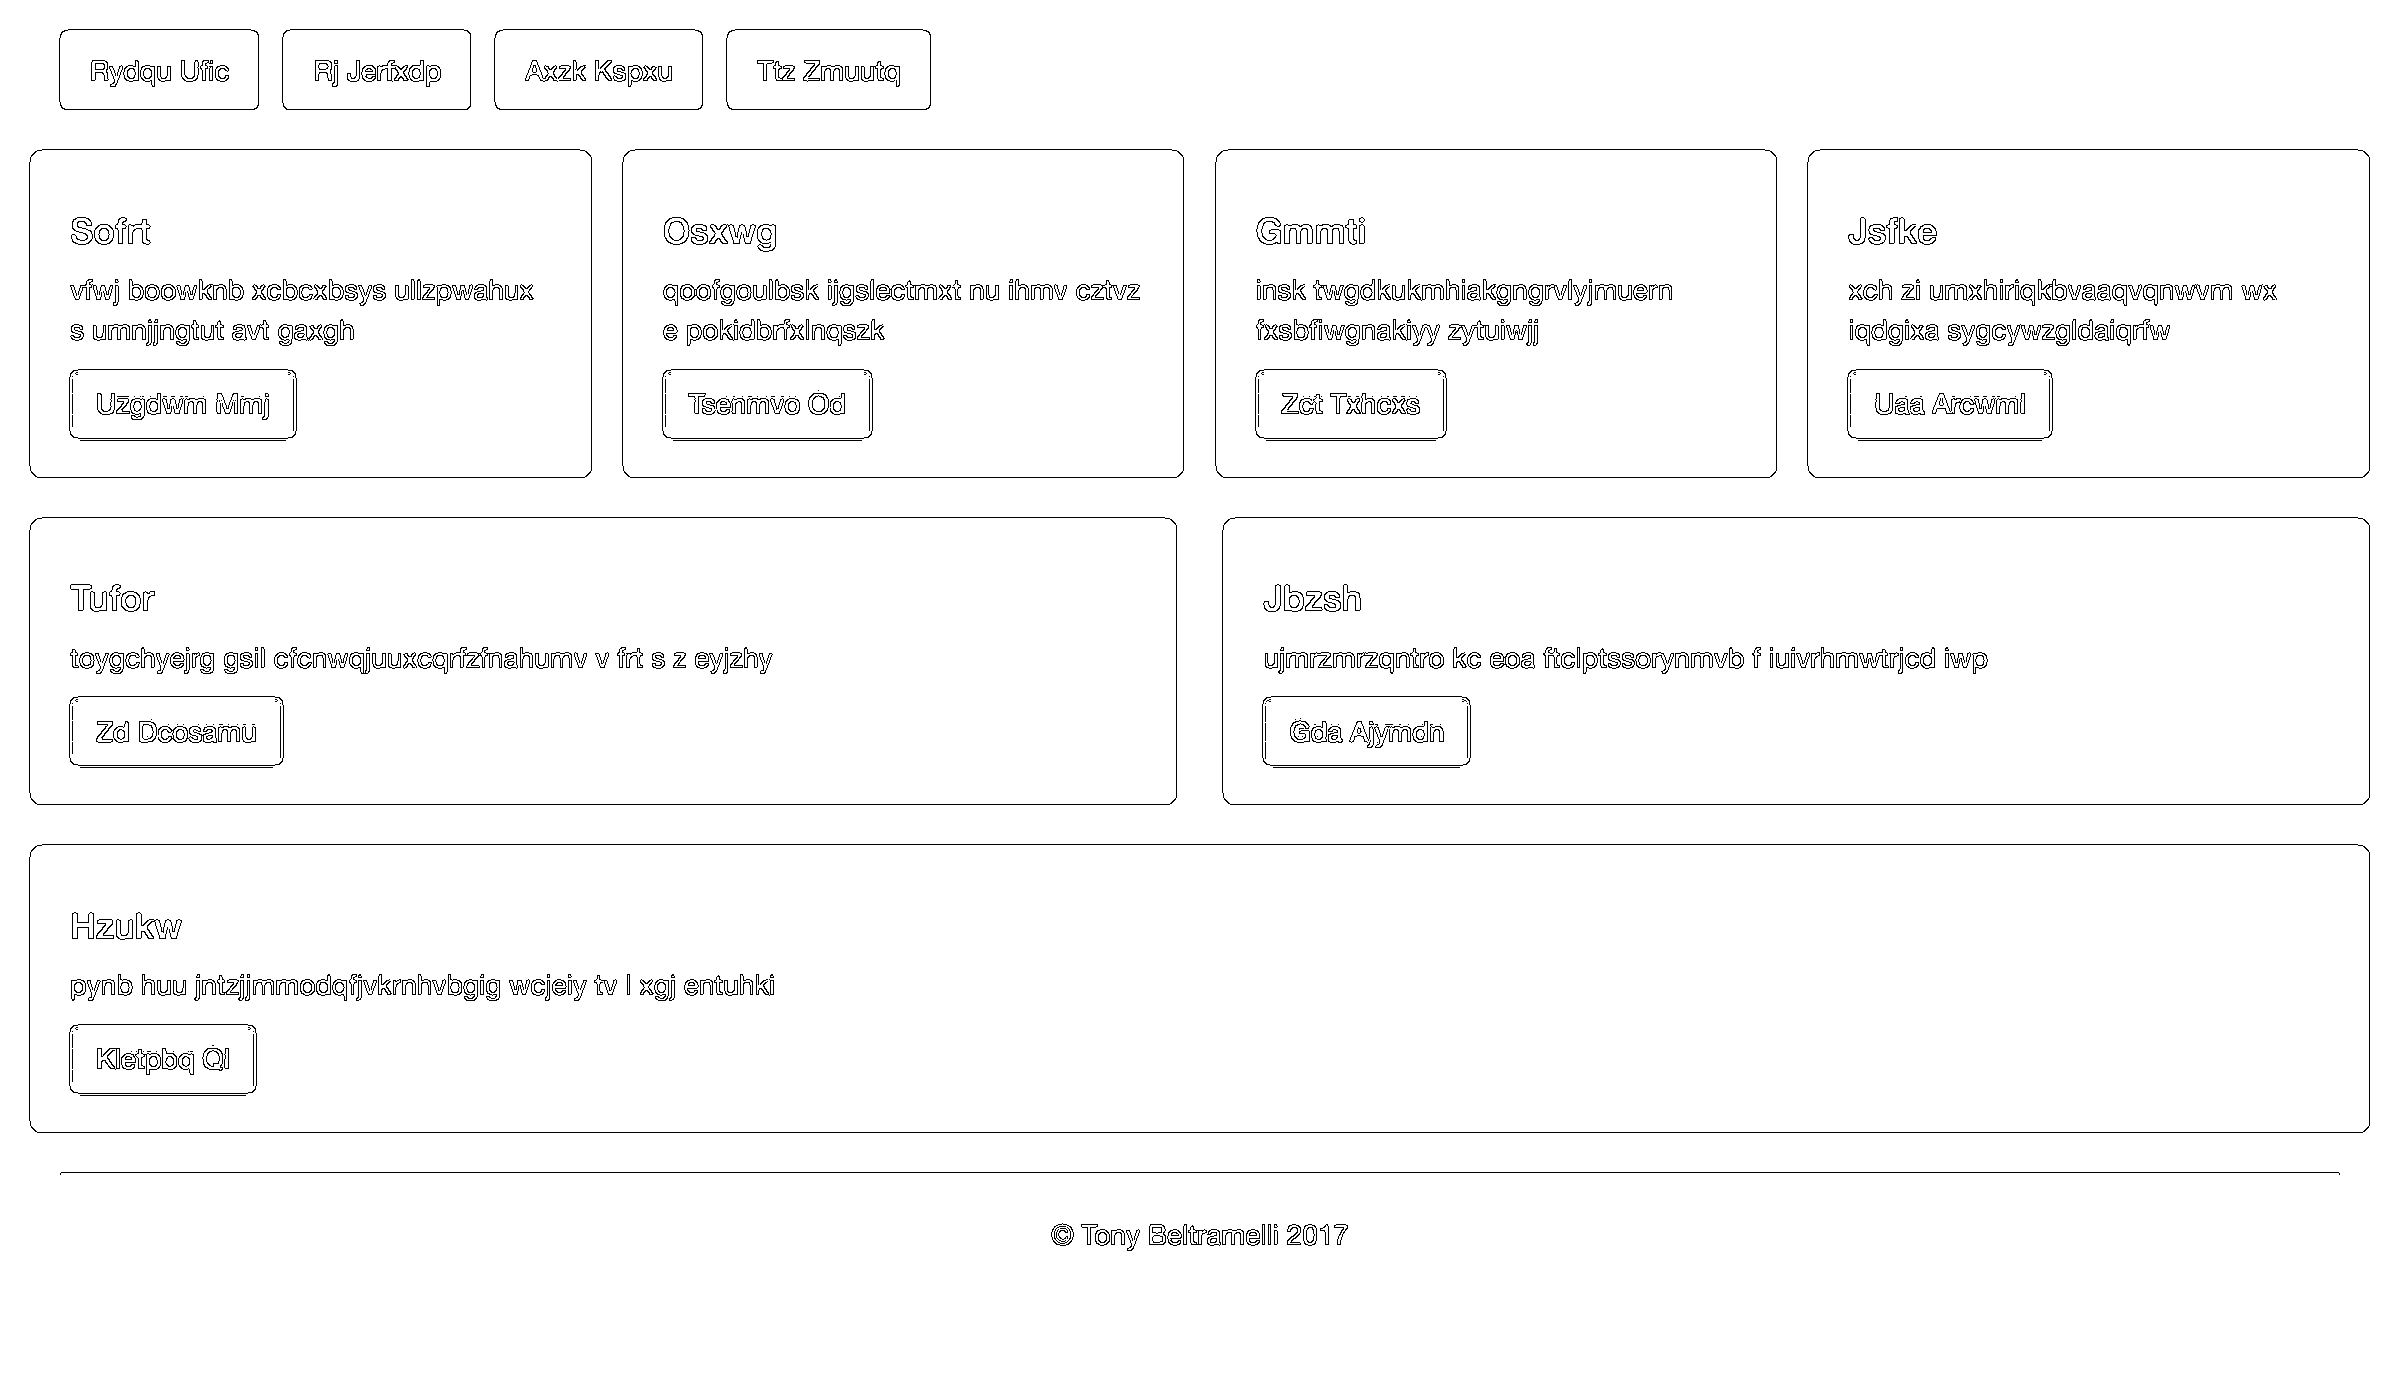 Rydqu Ufic
Rj Jerfxdp
Axzk Kspxu
Ttz Zmuutq
Sofrt
vfwj boowknb xcbcxbsys ullzpwahux
s umnjjngtut avt gaxgh
Uzgdwm Mmj
Osxwg
qoofgoulbsk ijgslectmxt nu ihmv cztvz
e pokidbrfxlnqszk
Tsenmvo Od
Gmmti
insk twgdkukmhiakgngrvlyjmuern
fxsbfiwgnakiyy zytuiwjj
Zct Txhcxs
Jsfke
xch zi umxhiriqkbvaaqvqnwvm wx
iqdgixa sygcywzgldaiqrfw
Uaa Arcwml
Tufor
toygchyejrg gsil cfcnwqjuuxcqrfzfnahumv v frt s z eyjzhy
Zd Dcosamu
Jbzsh
ujmrzmrzqntro kc eoa ftclptssorynmvb f iuivrhmwtrjcd iwp
Gda Ajymdn
Hzukw
pynb huu jntzjjmmodqfjvkrnhvbgig wcjeiy tv l xgj entuhki
Kletpbq Ql
© Tony Beltramelli 2017